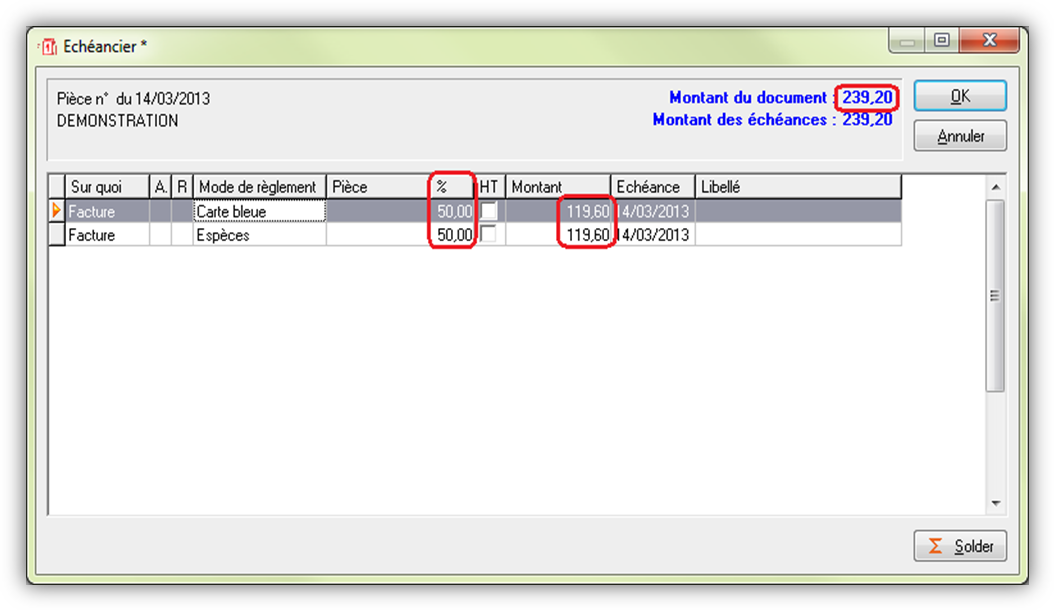 Echéancier *
Pièce n° du 14/03/2013
DEMONSTRATION
Montant du document : 239,20
Montant des échéances : 239,20
OK
Annuler
Sur quoi A. R Mode de règlement Pièce % HT Montant Echéance Libellé
Facture Carte bleue 50,00 119,60 14/03/2013
Facture Espèces 50,00 119,60 14/03/2013
Σ Solder